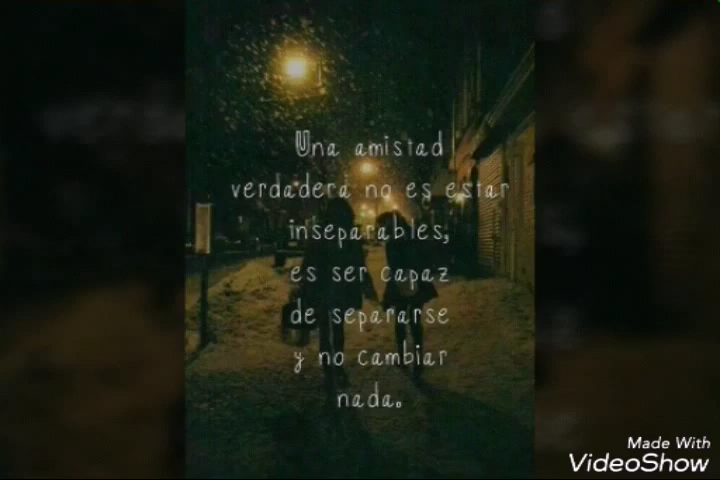 Una amistad
verdadera no es estar
inseparables,
es ser capaz
de separarse
y no cambiar
nada.
Made With
VideoShow